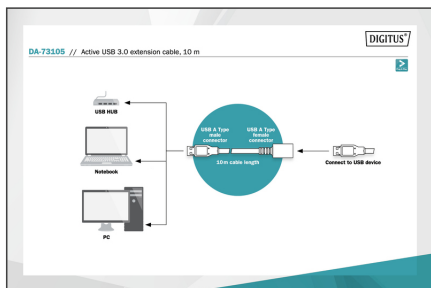 DIGITUS®
DA-73105 // Active USB 3.0 extension cable, 10 m
USB HUB
USB A Type
male
connector
USB A Type
female
connector
10 m cable length
Notebook
Connect to USB device
PC